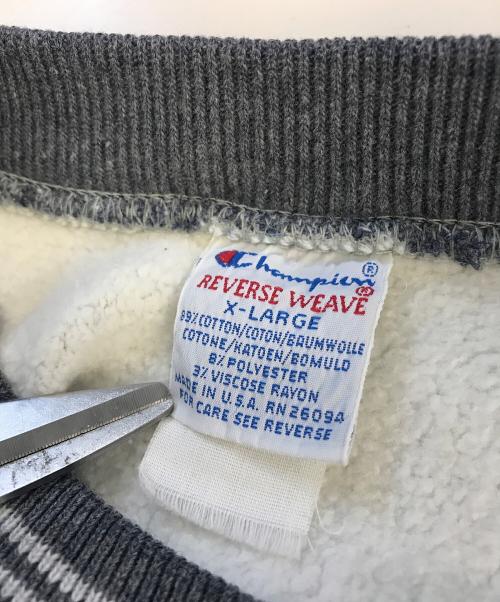 Champion®
REVERSE WEAVE®
X-LARGE
89%COTTON/COTON/BAUMWOLLE
COTONE/KATOEN/BOMULD
8% POLYESTER
3% VISCOSE RAYON
MADE IN U.S.A. RN 26094
FOR CARE SEE REVERSE